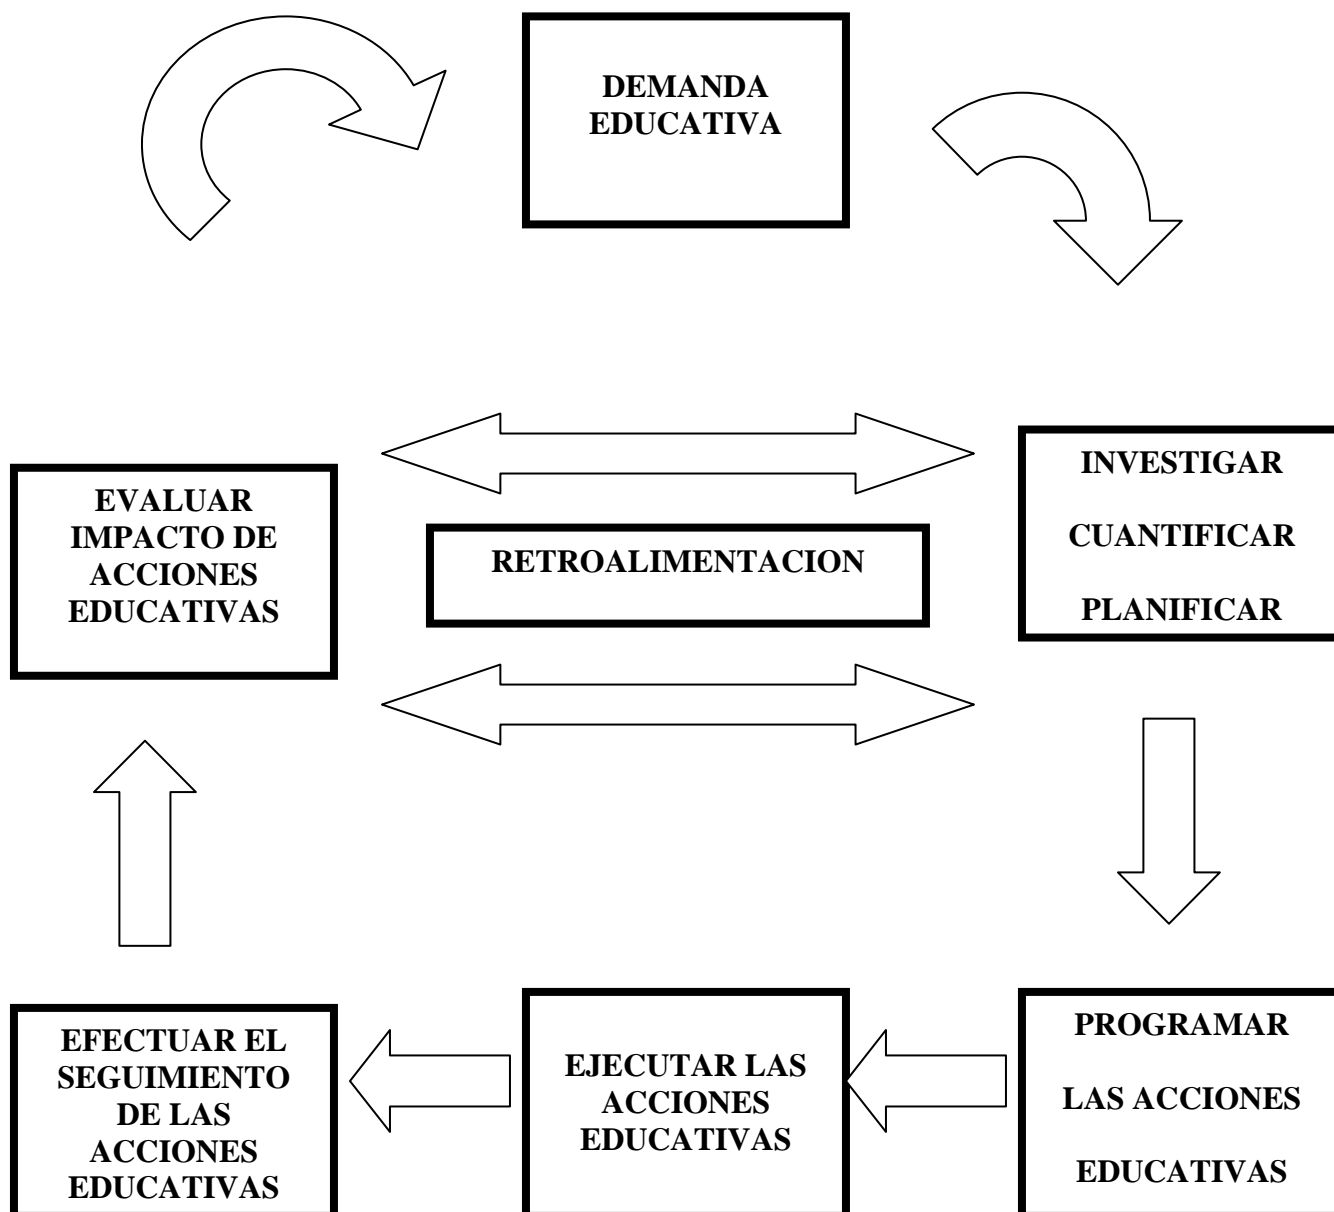 DEMANDA
EDUCATIVA
INVESTIGAR
CUANTIFICAR
PLANIFICAR
EVALUAR
IMPACTO DE
ACCIONES
EDUCATIVAS
RETROALIMENTACION
PROGRAMAR
LAS ACCIONES
EDUCATIVAS
EJECUTAR LAS
ACCIONES
EDUCATIVAS
EFECTUAR EL
SEGUIMIENTO
DE LAS
ACCIONES
EDUCATIVAS